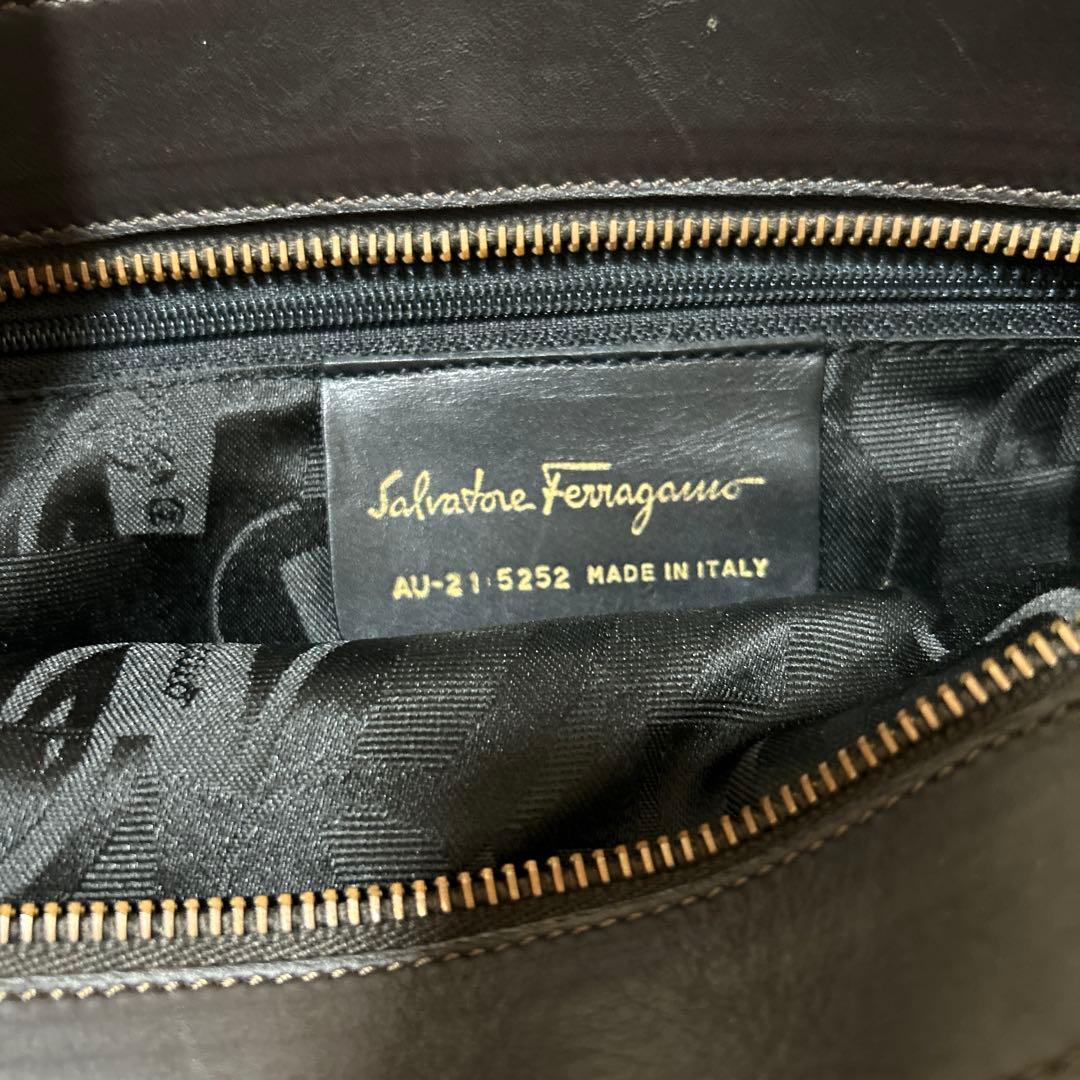 Salvatore Ferragamo
AU-21 5252 MADE IN ITALY